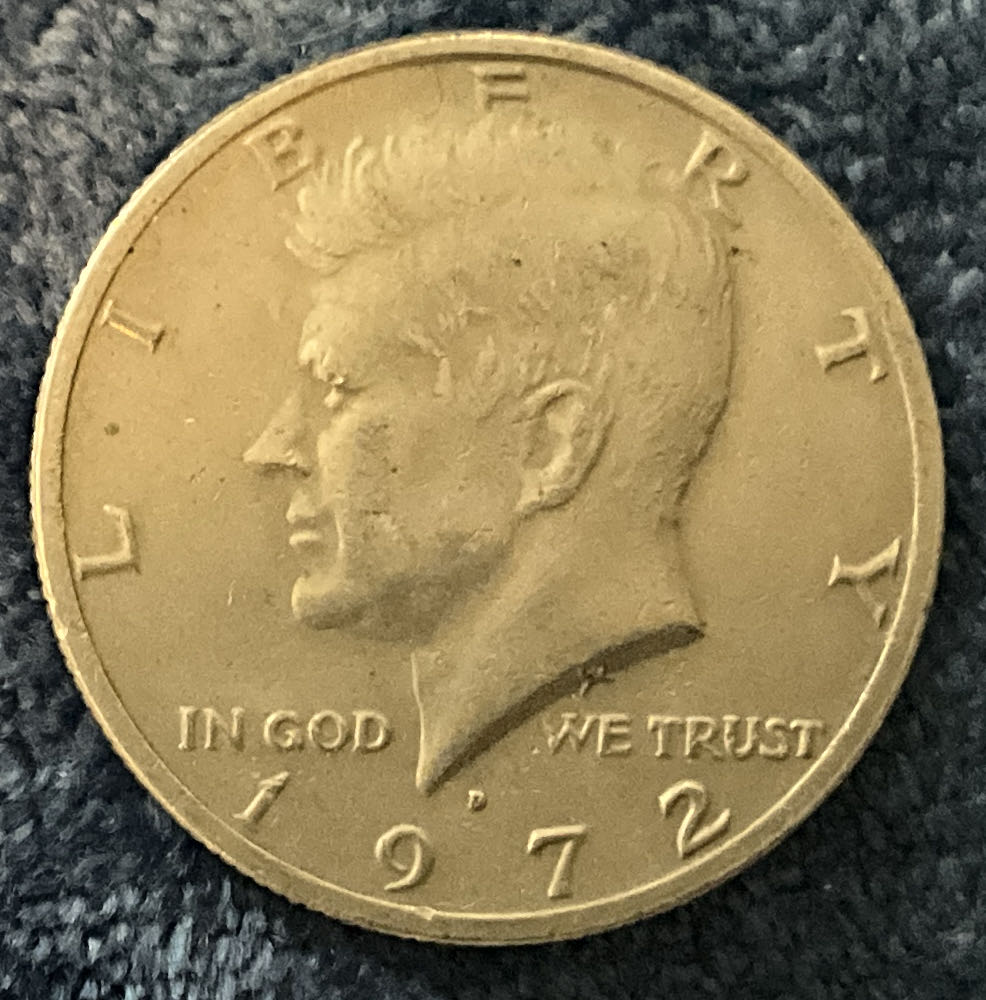 LIBERTY
IN GOD WE TRUST
D
1972